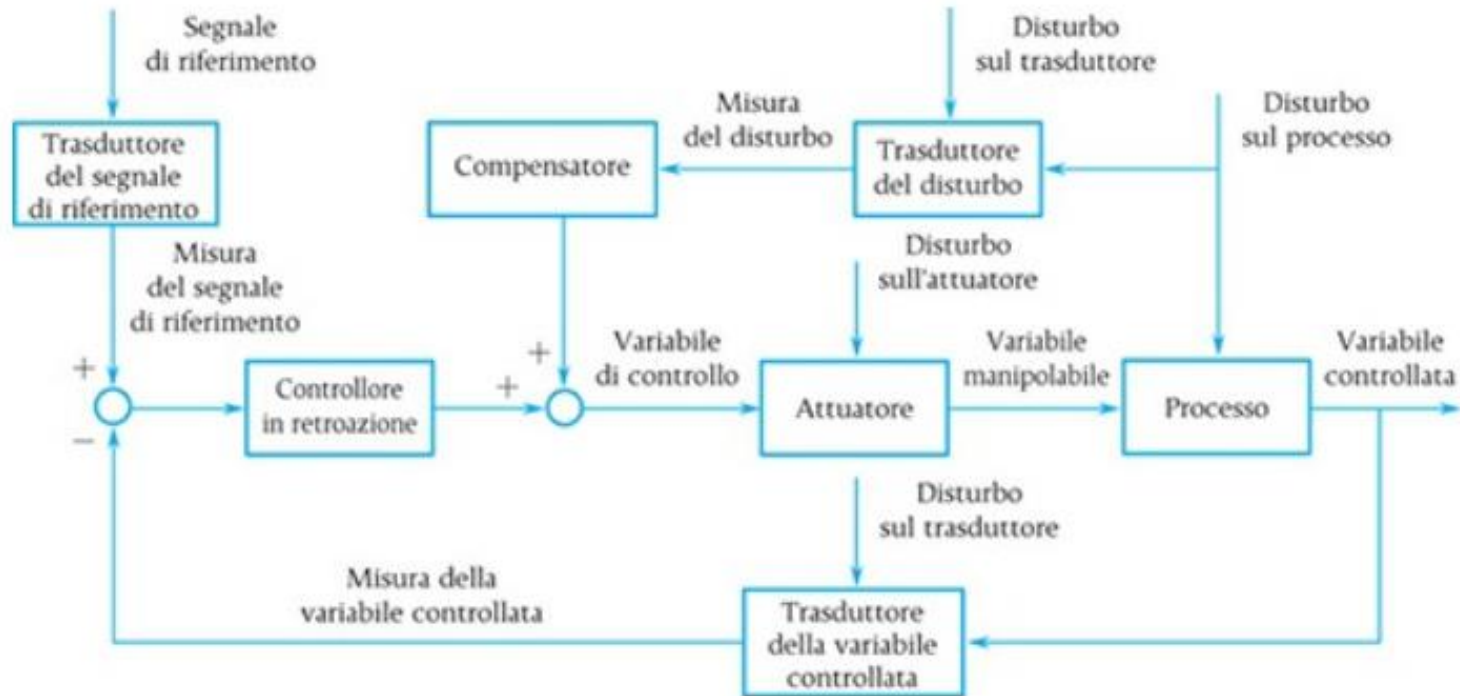 Segnale
di riferimento
Disturbo
sul trasduttore
Disturbo
sul processo
Misura
del disturbo
Trasduttore
del segnale
di riferimento
Compensatore
Trasduttore
del disturbo
Misura
del segnale
di riferimento
Disturbo
sull'attuatore
+
−
Controllore
in retroazione
+
+
Variabile
di controllo
Attuatore
Variabile
manipolabile
Processo
Variabile
controllata
Disturbo
sul trasduttore
Misura della
variabile controllata
Trasduttore
della variabile
controllata